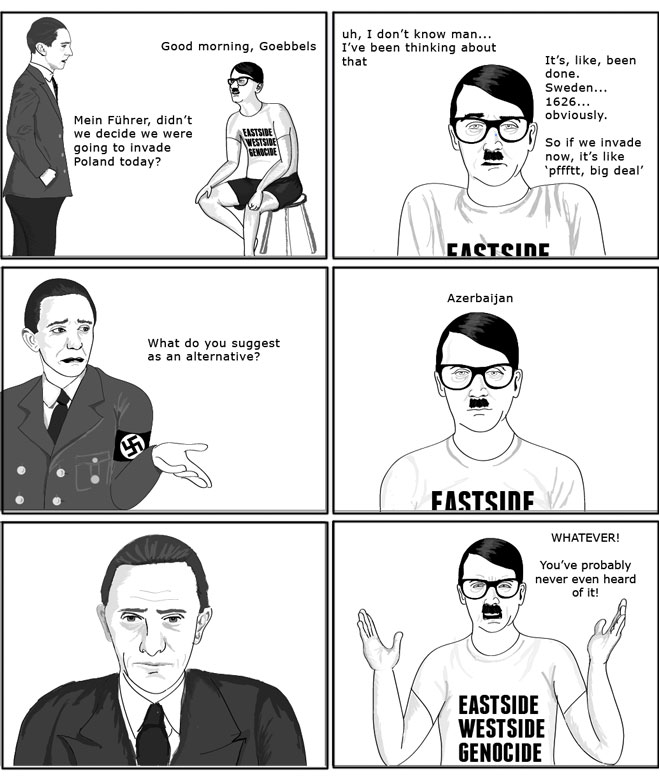 Good morning, Goebbels
Mein Führer, didn't
we decide we were
going to invade
Poland today?
EASTSIDE
WESTSIDE
GENOCIDE
uh, I don't know man...
I've been thinking about
that
It's, like, been
done.
Sweden...
1626...
obviously.
So if we invade
now, it's like
‘pffftt, big deal’
EASTSIDE
What do you suggest
as an alternative?
Azerbaijan
EASTSIDE
WHATEVER!
You've probably
never even heard
of it!
EASTSIDE
WESTSIDE
GENOCIDE